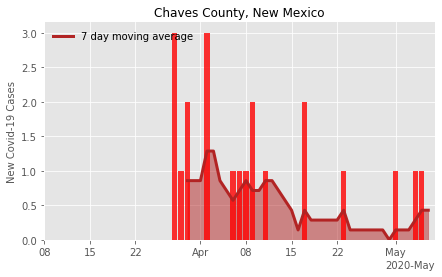 Chaves County, New Mexico
7 day moving average
New Covid-19 Cases
3.0
2.5
2.0
1.5
1.0
0.5
0.0
08 15 22 Apr 08 15 22 May
2020-May